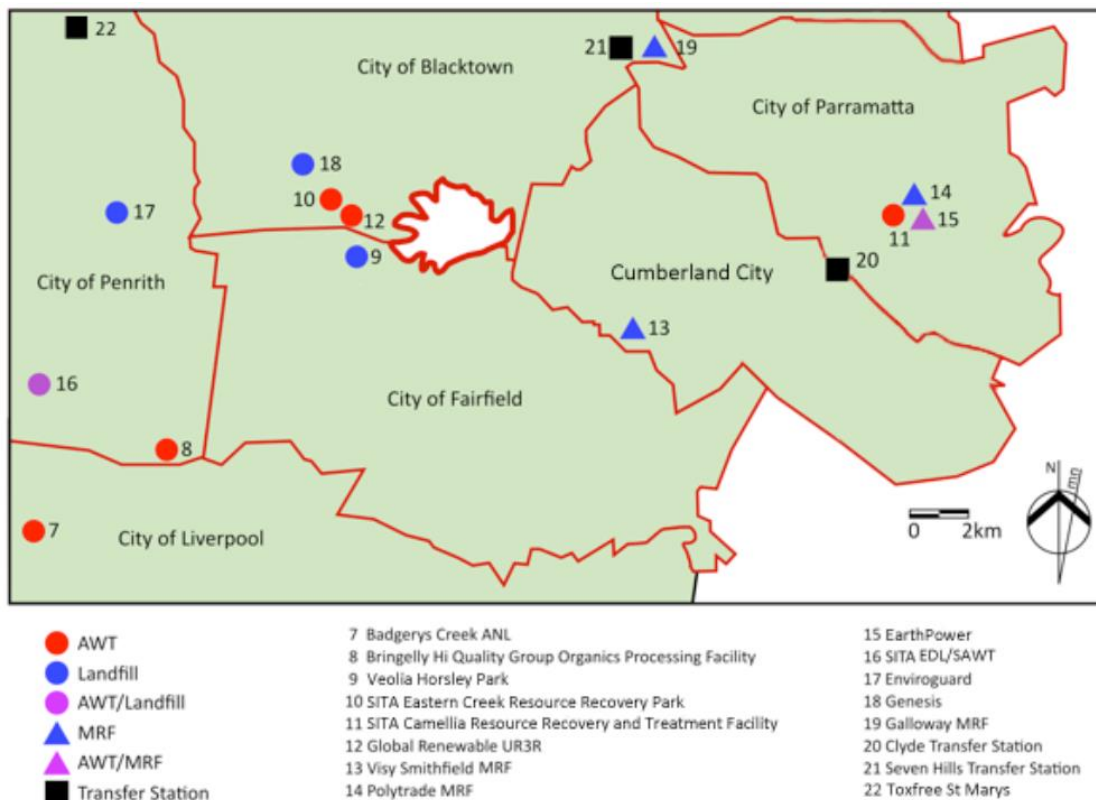 22
21
19
City of Blacktown
City of Parramatta
18
10
12
17
14
15
11
9
20
City of Penrith
Cumberland City
13
16
City of Fairfield
8
7
City of Liverpool
N
mn
0 2km
AWT
Landfill
AWT/Landfill
MRF
AWT/MRF
Transfer Station
7 Badgerys Creek ANL
8 Bringelly Hi Quality Group Organics Processing Facility
9 Veolia Horsley Park
10 SITA Eastern Creek Resource Recovery Park
11 SITA Camellia Resource Recovery and Treatment Facility
12 Global Renewable UR3R
13 Visy Smithfield MRF
14 Polytrade MRF
15 EarthPower
16 SITA EDL/SAWT
17 Enviroguard
18 Genesis
19 Galloway MRF
20 Clyde Transfer Station
21 Seven Hills Transfer Station
22 Toxfree St Marys